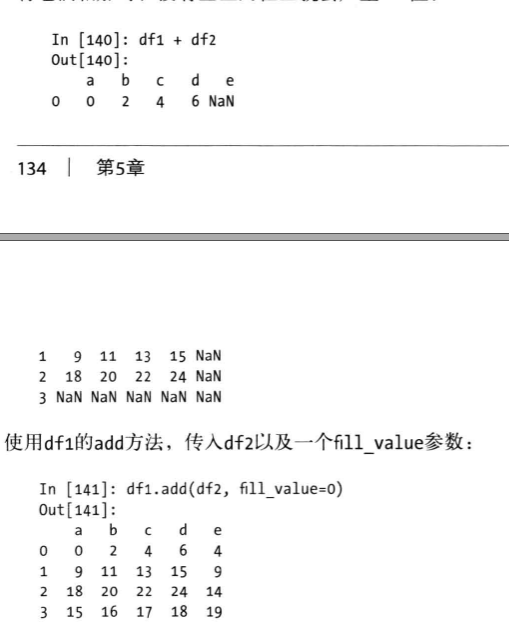 In [140]: df1 + df2
Out[140]:
a b c d e
0 0 2 4 6 NaN
134 | 第5章
1 9 11 13 15 NaN
2 18 20 22 24 NaN
3 NaN NaN NaN NaN NaN
使用df1的add方法，传入df2以及一个fill_value参数：
In [141]: df1.add(df2, fill_value=0)
Out[141]:
a b c d e
0 0 2 4 6 4
1 9 11 13 15 9
2 18 20 22 24 14
3 15 16 17 18 19